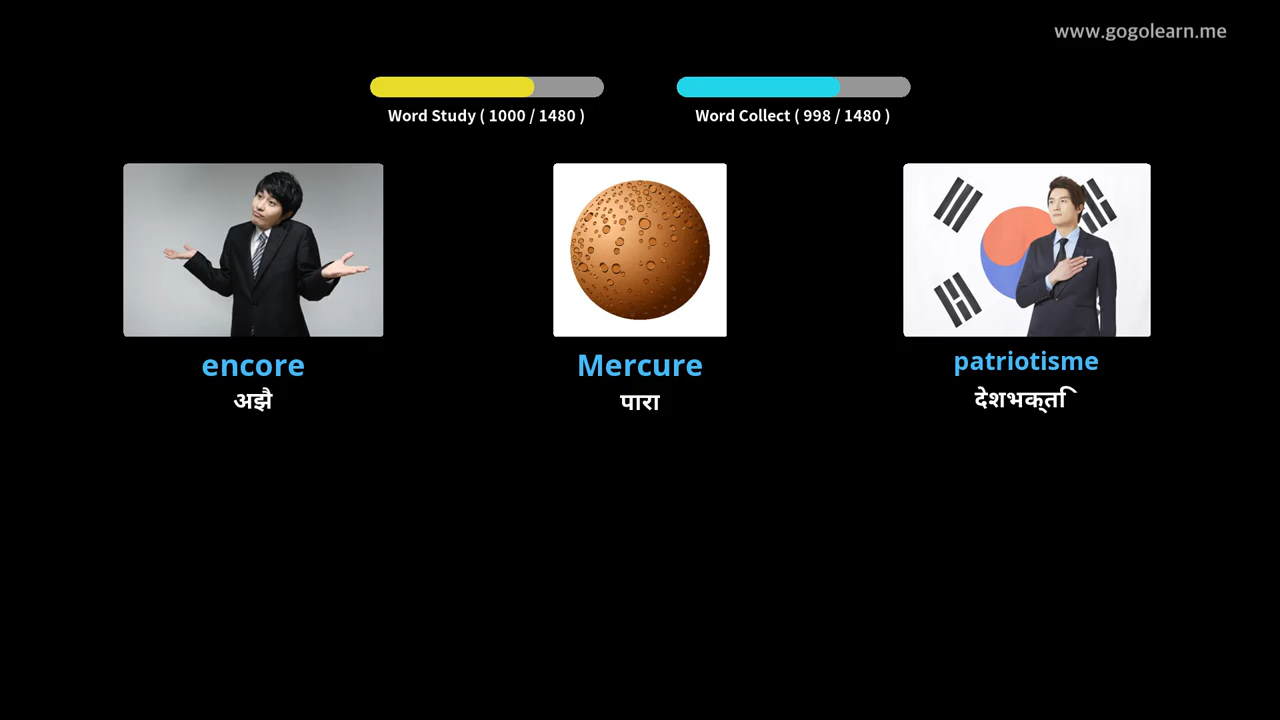 www.gogolearn.me
Word Study ( 1000 / 1480 )
Word Collect ( 998 / 1480 )
encore
अझै
Mercure
पारा
patriotisme
देशभक्ति